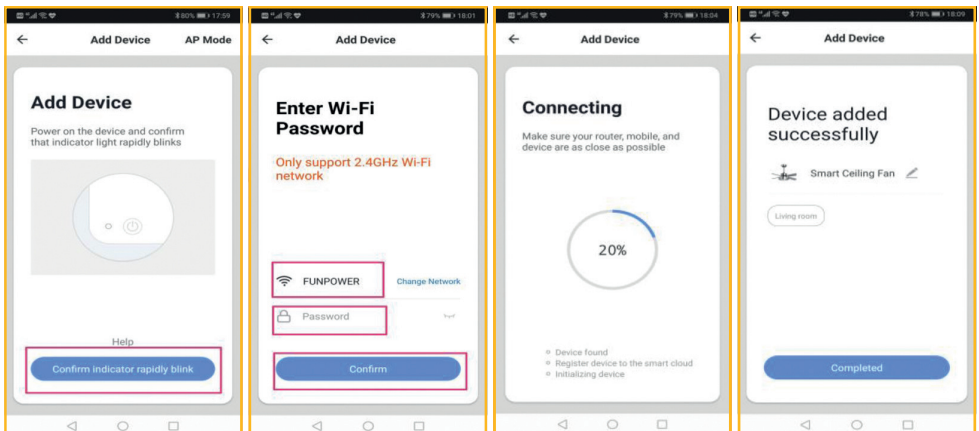 80% 17:59
Add Device AP Mode
Add Device
Power on the device and confirm
that indicator light rapidly blinks
Help
Confirm indicator rapidly blink
79% 18:01
Add Device
Enter Wi-Fi
Password
Only support 2.4GHz Wi-Fi
network
FUNPOWER Change Network
Password
Confirm
79% 18:04
Add Device
Connecting
Make sure your router, mobile, and
device are as close as possible
20%
Device found
Register device to the smart cloud
Initializing device
78% 18:09
Add Device
Device added
successfully
Smart Ceiling Fan
Living room
Completed